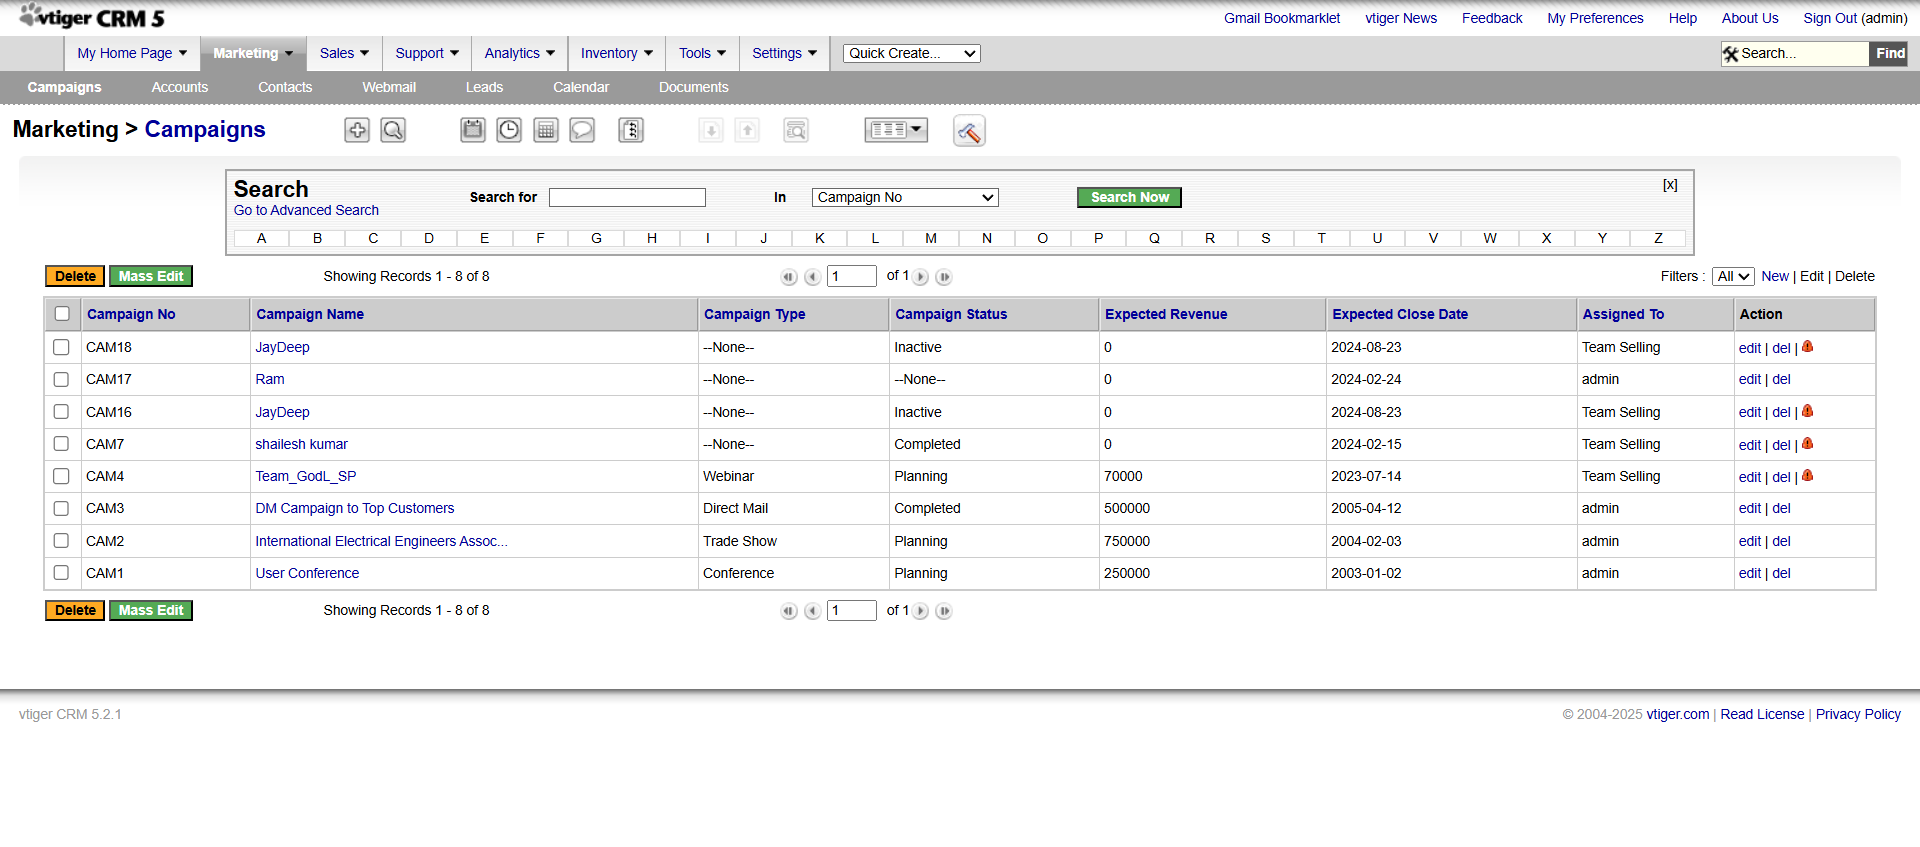 vtiger CRM 5
Gmail Bookmarklet vtiger News Feedback My Preferences Help About Us Sign Out (admin)
My Home Page Marketing Sales Support Analytics Inventory Tools Settings Quick Create... Search... Find
Campaigns Accounts Contacts Webmail Leads Calendar Documents
Marketing > Campaigns
Search
Go to Advanced Search
Search for In Campaign No Search Now [x]
A B C D E F G H I J K L M N O P Q R S T U V W X Y Z
Delete Mass Edit Showing Records 1 - 8 of 8 1 of 1 Filters : All New | Edit | Delete
Campaign No Campaign Name Campaign Type Campaign Status Expected Revenue Expected Close Date Assigned To Action
CAM18 JayDeep --None-- Inactive 0 2024-08-23 Team Selling edit | del |
CAM17 Ram --None-- --None-- 0 2024-02-24 admin edit | del
CAM16 JayDeep --None-- Inactive 0 2024-08-23 Team Selling edit | del |
CAM7 shailesh kumar --None-- Completed 0 2024-02-15 Team Selling edit | del |
CAM4 Team_GodL_SP Webinar Planning 70000 2023-07-14 Team Selling edit | del |
CAM3 DM Campaign to Top Customers Direct Mail Completed 500000 2005-04-12 admin edit | del
CAM2 International Electrical Engineers Assoc... Trade Show Planning 750000 2004-02-03 admin edit | del
CAM1 User Conference Conference Planning 250000 2003-01-02 admin edit | del
Delete Mass Edit Showing Records 1 - 8 of 8 1 of 1
vtiger CRM 5.2.1 © 2004-2025 vtiger.com | Read License | Privacy Policy